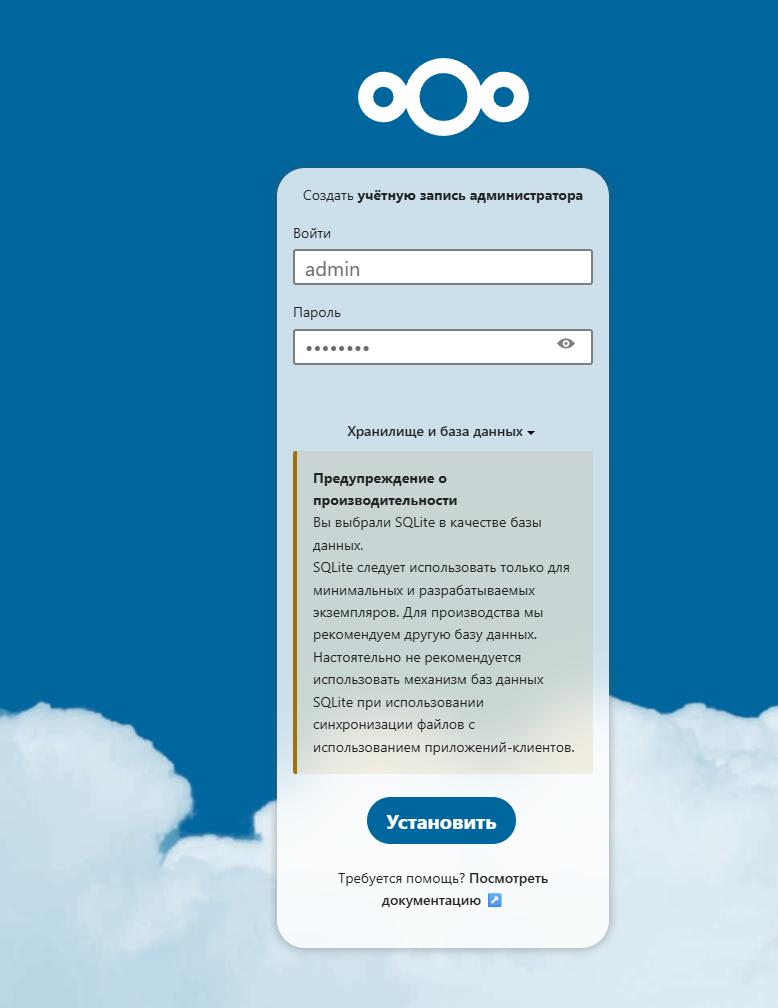 Создать учётную запись администратора
Войти
admin
Пароль
••••••••
Хранилище и база данных
Предупреждение о
производительности
Вы выбрали SQLite в качестве базы
данных.
SQLite следует использовать только для
минимальных и разрабатываемых
экземпляров. Для производства мы
рекомендуем другую базу данных.
Настоятельно не рекомендуется
использовать механизм баз данных
SQLite при использовании
синхронизации файлов с
использованием приложений-клиентов.
Установить
Требуется помощь? Посмотреть
документацию ↗